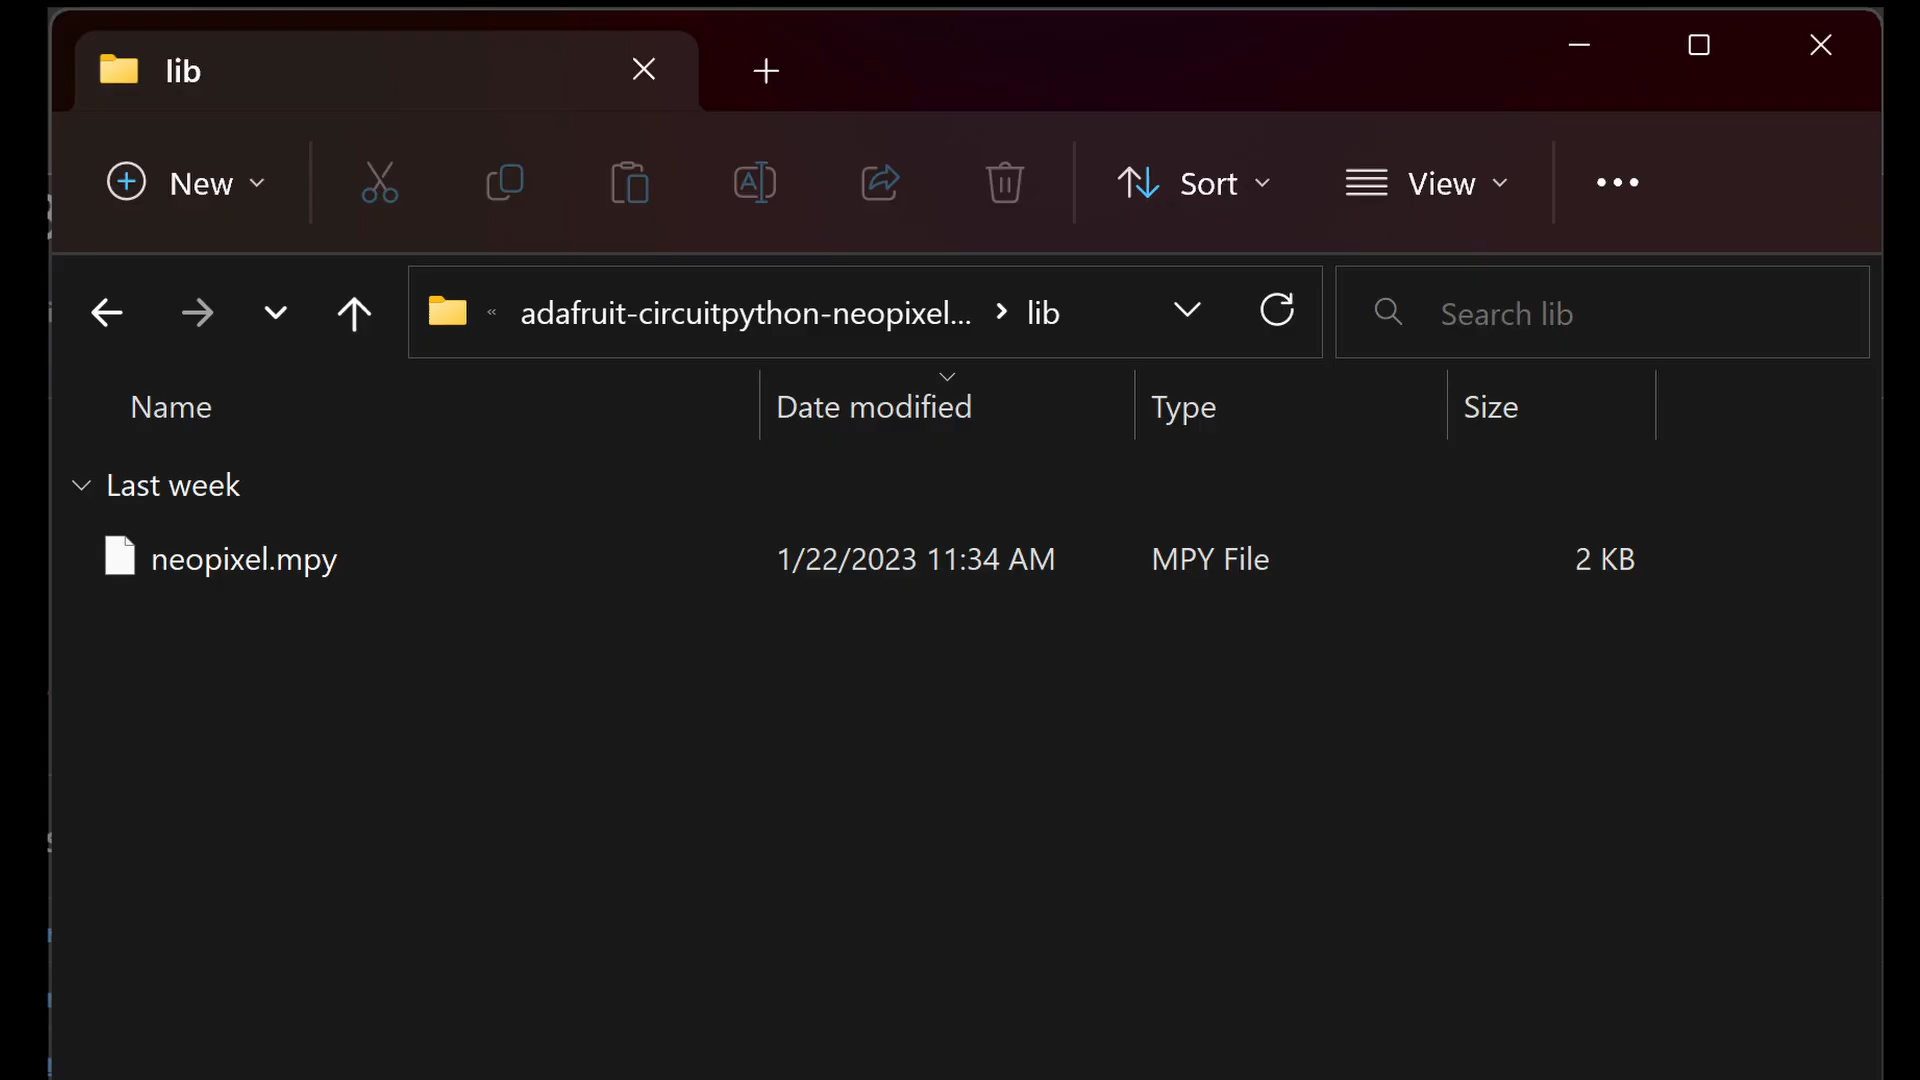 lib
New
Sort
View
« adafruit-circuitpython-neopixel... › lib
Search lib
Name Date modified Type Size
Last week
neopixel.mpy 1/22/2023 11:34 AM MPY File 2 KB